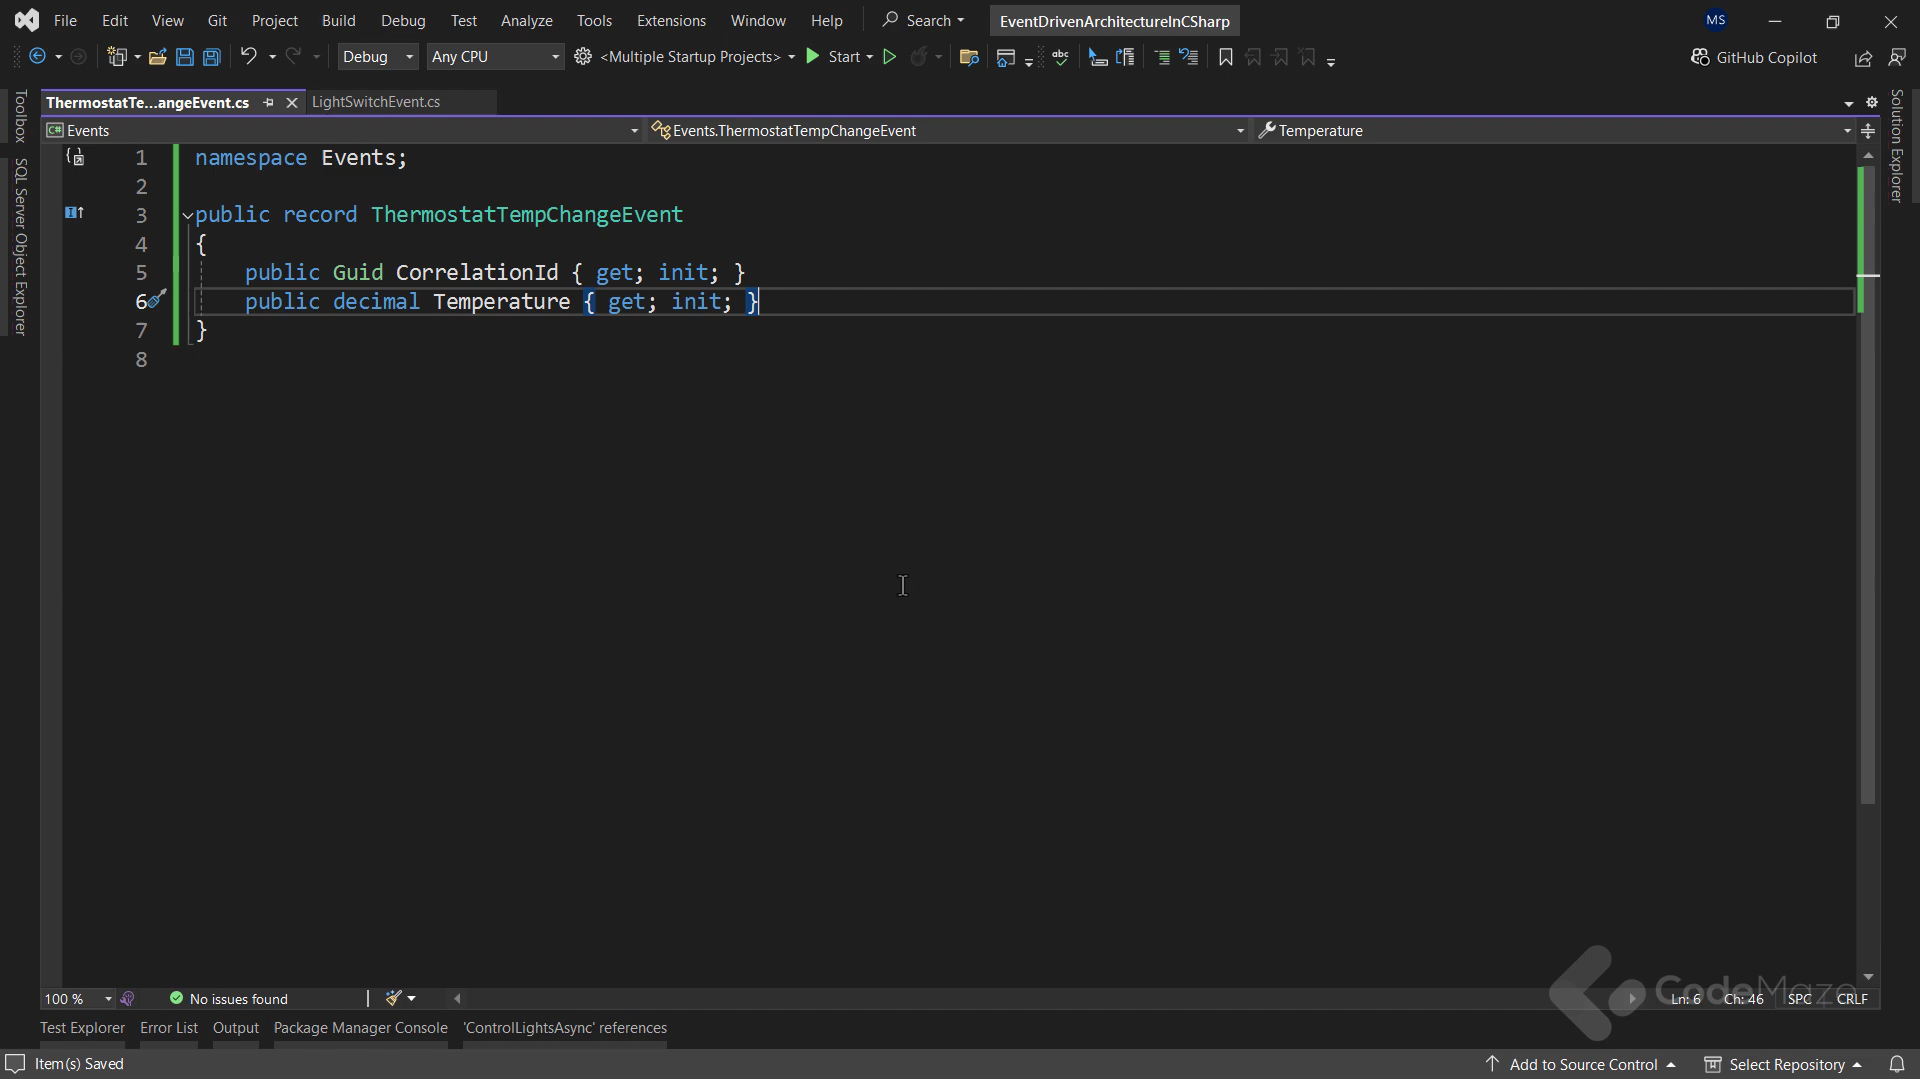 File Edit View Git Project Build Debug Test Analyze Tools Extensions Window Help Search EventDrivenArchitectureInCSharp MS
Debug Any CPU <Multiple Startup Projects> Start abc GitHub Copilot
ThermostatTe...angeEvent.cs LightSwitchEvent.cs
C# Events Events.ThermostatTempChangeEvent Temperature
Toolbox
SQL Server Object Explorer
Solution Explorer
1 namespace Events;
2
3 public record ThermostatTempChangeEvent
4 {
5 public Guid CorrelationId { get; init; }
6 public decimal Temperature { get; init; }
7 }
8
100 % No issues found Ln: 6 Ch: 46 SPC CRLF
CodeMaze
Test Explorer Error List Output Package Manager Console 'ControlLightsAsync' references
Item(s) Saved Add to Source Control Select Repository